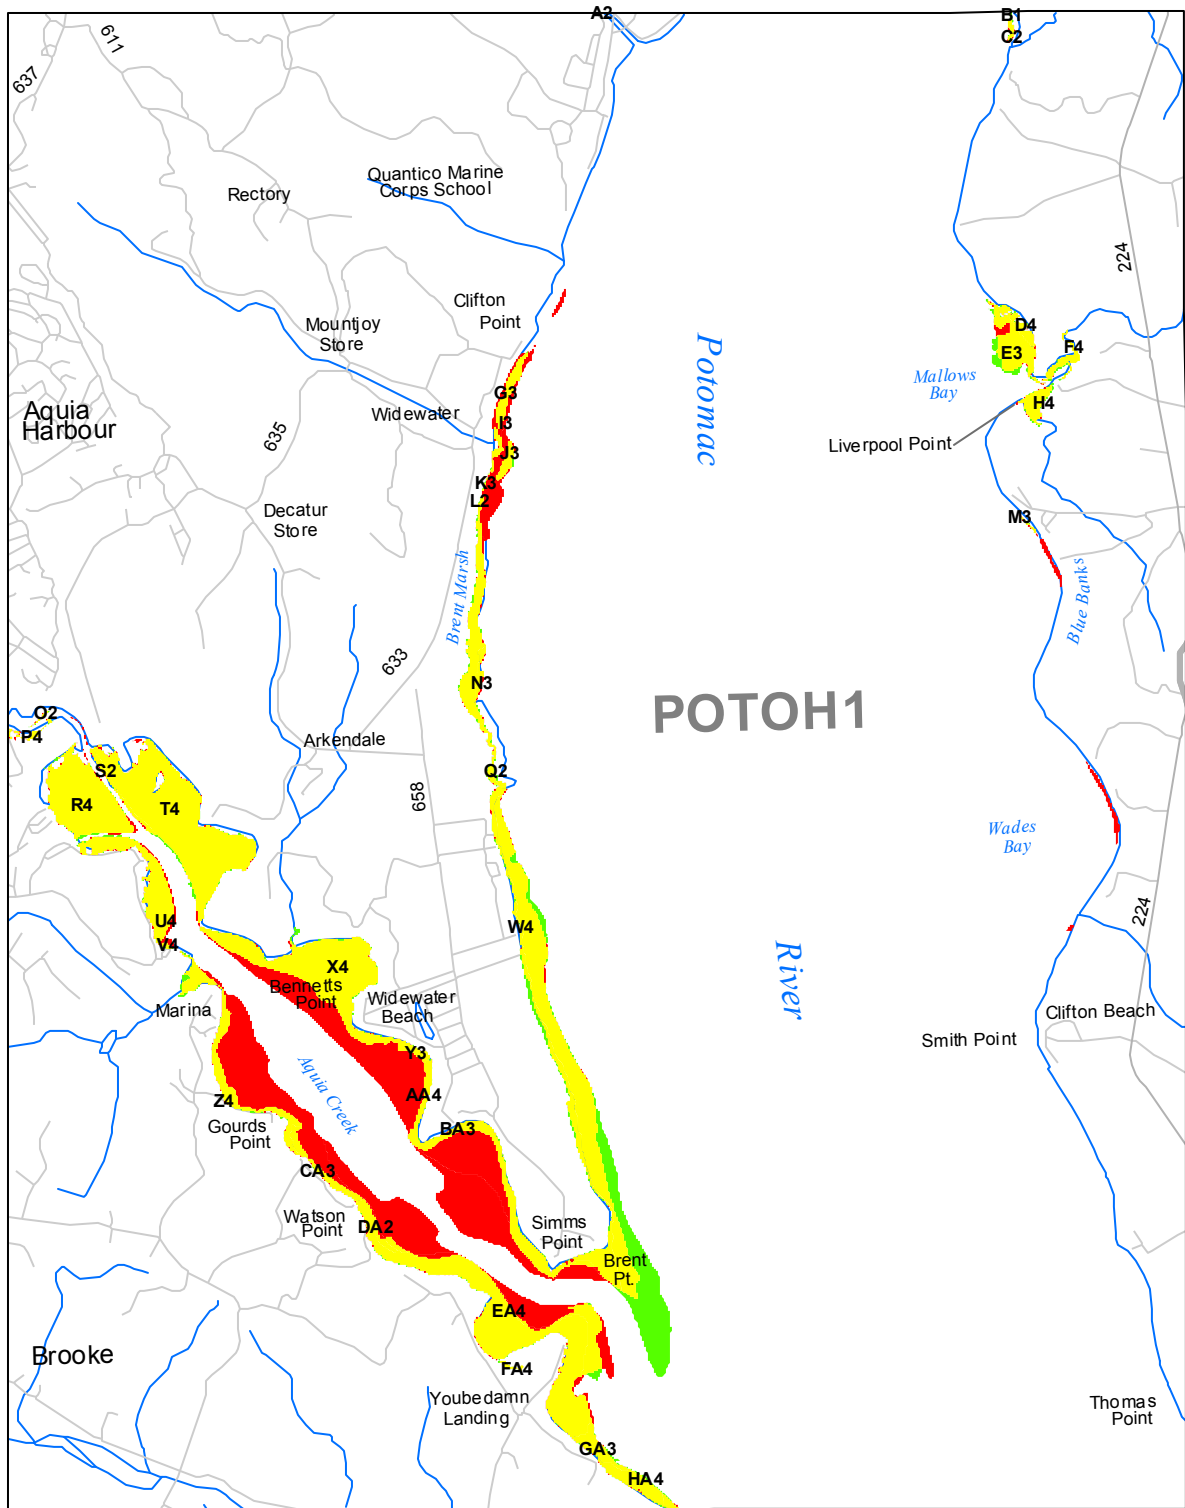 A2
B1
C2
611
637
Quantico Marine
Corps School
Rectory
224
Clifton
Point
Mountjoy
Store
D4
E3
F4
Potomac
Mallows
Bay
G3
H4
Aquia
Harbour
Widewater
I3
635
Liverpool Point
J3
K3
L2
Decatur
Store
M3
Brent Marsh
Blue Banks
633
N3
POTOH1
O2
P4
Arkendale
S2
Q2
R4
T4
658
Wades
Bay
U4
W4
224
V4
X4
River
Bennetts
Point
Marina
Widewater
Beach
Clifton Beach
Smith Point
Y3
Aquia Creek
AA4
Z4
Gourds
Point
BA3
CA3
Watson
Point
DA2
Simms
Point
Brent
Pt.
EA4
Brooke
FA4
Youbedamn
Landing
Thomas
Point
GA3
HA4